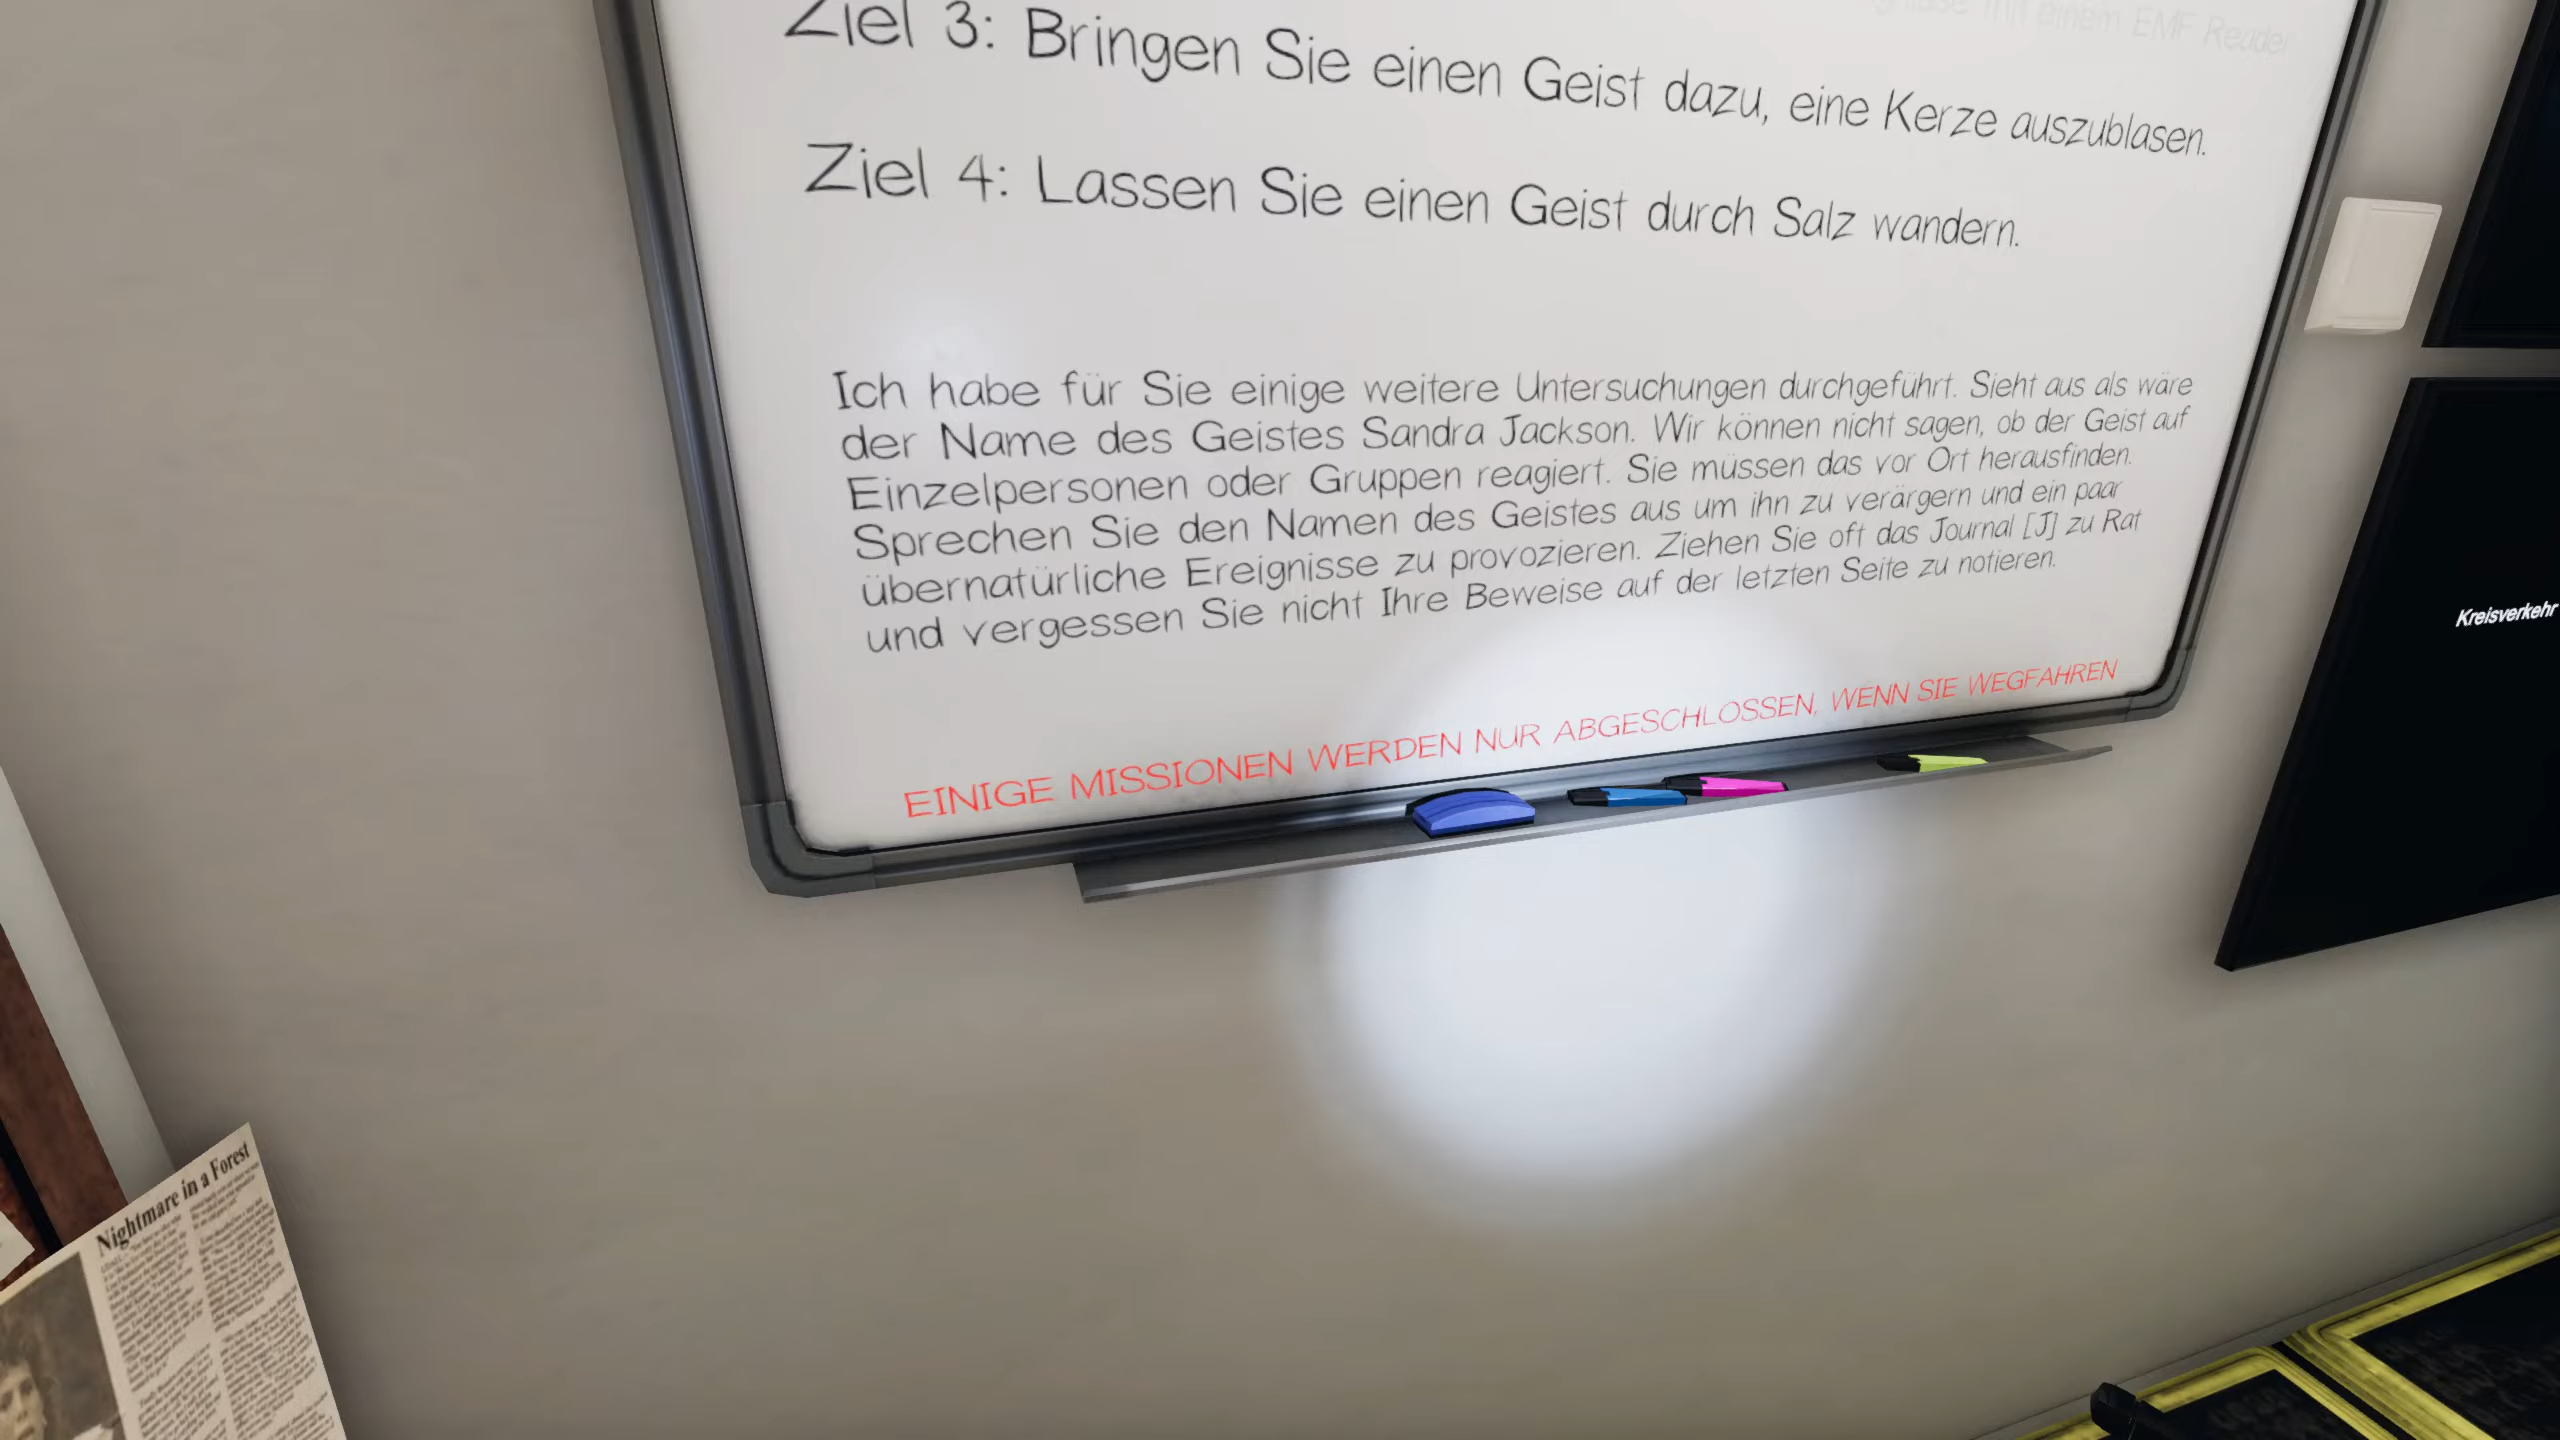 mit einem EMF Reader
Ziel 3: Bringen Sie einen Geist dazu, eine Kerze auszublasen.
Ziel 4: Lassen Sie einen Geist durch Salz wandern.
Ich habe für Sie einige weitere Untersuchungen durchgeführt. Sieht aus als wäre
der Name des Geistes Sandra Jackson. Wir können nicht sagen, ob der Geist auf
Einzelpersonen oder Gruppen reagiert. Sie müssen das vor Ort herausfinden.
Sprechen Sie den Namen des Geistes aus um ihn zu verärgern und ein paar
übernatürliche Ereignisse zu provozieren. Ziehen Sie oft das Journal [J] zu Rat
und vergessen Sie nicht Ihre Beweise auf der letzten Seite zu notieren.
EINIGE MISSIONEN WERDEN NUR ABGESCHLOSSEN, WENN SIE WEGFAHREN
Kreisverkehr
Nightmare in a Forest